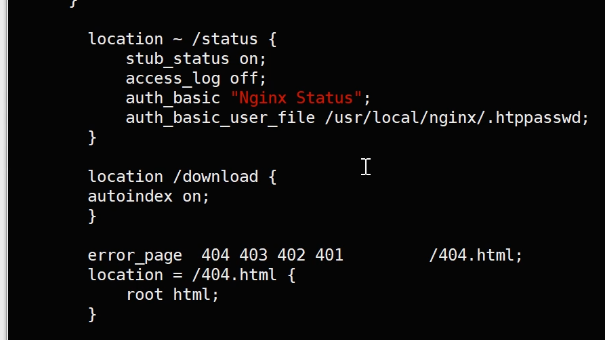 }
location ~ /status {
stub_status on;
access_log off;
auth_basic "Nginx Status";
auth_basic_user_file /usr/local/nginx/.htppasswd;
}
location /download {
autoindex on;
}
error_page 404 403 402 401 /404.html;
location = /404.html {
root html;
}